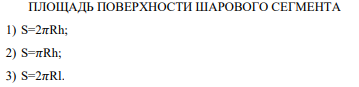 ПЛОЩАДЬ ПОВЕРХНОСТИ ШАРОВОГО СЕГМЕНТА
1) S=2πRh;
2) S=πRh;
3) S=2πRl.